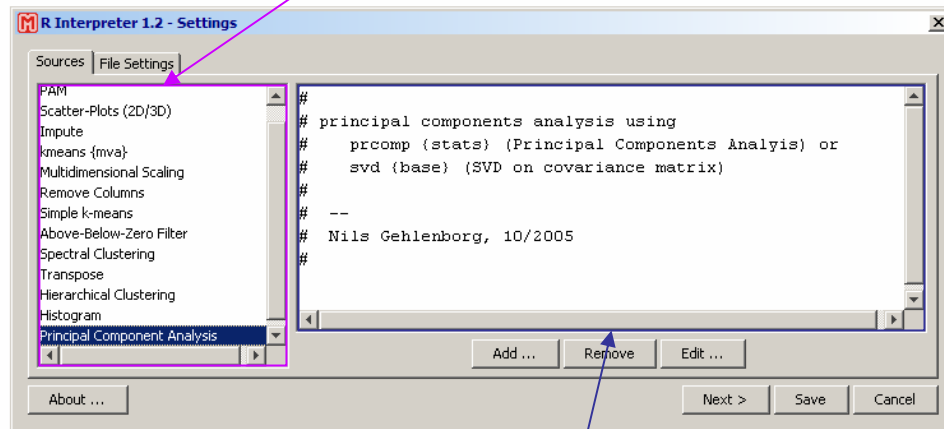 R Interpreter 1.2 - Settings
Sources
File Settings
PAM
Scatter-Plots (2D/3D)
Impute
kmeans {mva}
Multidimensional Scaling
Remove Columns
Simple k-means
Above-Below-Zero Filter
Spectral Clustering
Transpose
Hierarchical Clustering
Histogram
Principal Component Analysis
#
# principal components analysis using
# prcomp {stats} (Principal Components Analyis) or
# svd {base} (SVD on covariance matrix)
#
# --
# Nils Gehlenborg, 10/2005
#
Add ...
Remove
Edit ...
About ...
Next >
Save
Cancel